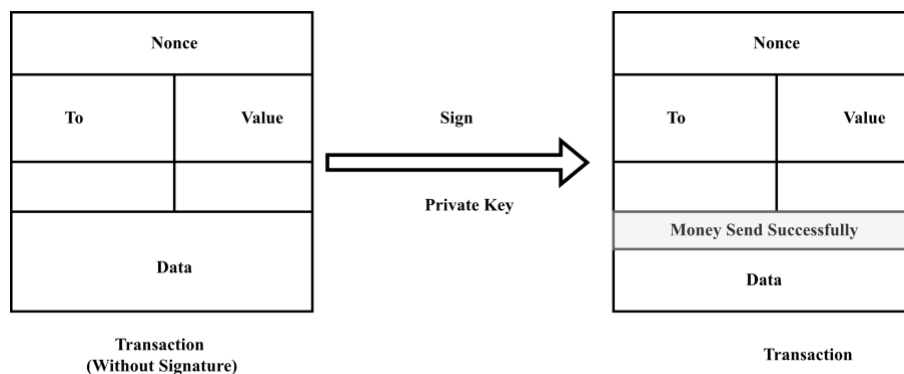 Nonce
To
Value
Data
Transaction
(Without Signature)
Sign
Private Key
Nonce
To
Value
Money Send Successfully
Data
Transaction